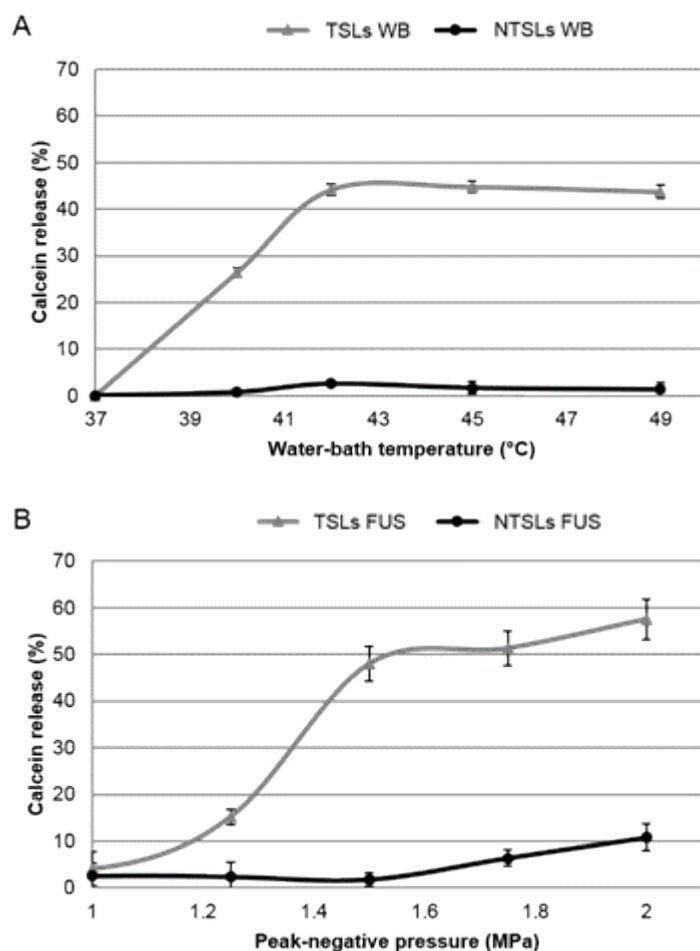 A
TSLs WB NTSLs WB
70
60
50
40
30
20
10
0
Calcein release (%)
37 39 41 43 45 47 49
Water-bath temperature (°C)
B
TSLs FUS NTSLs FUS
70
60
50
40
30
20
10
0
Calcein release (%)
1 1.2 1.4 1.6 1.8 2
Peak-negative pressure (MPa)